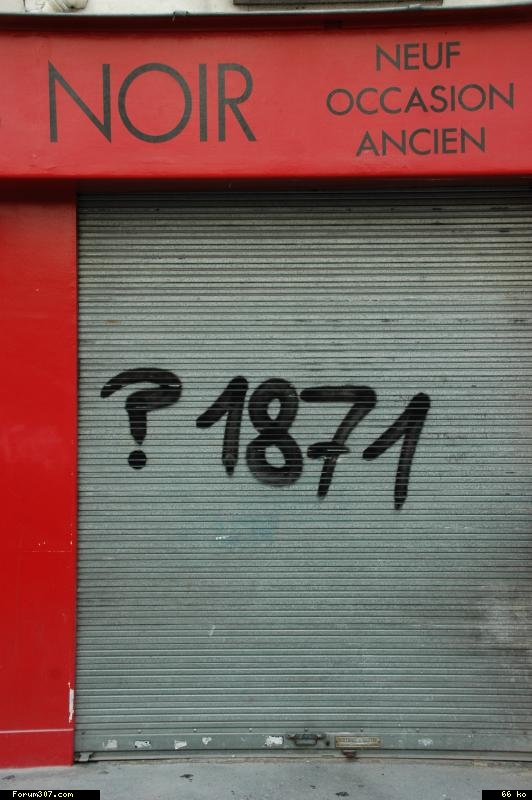 NOIR
NEUF
OCCASION
ANCIEN
? 1871
Forum307.com
66 ko